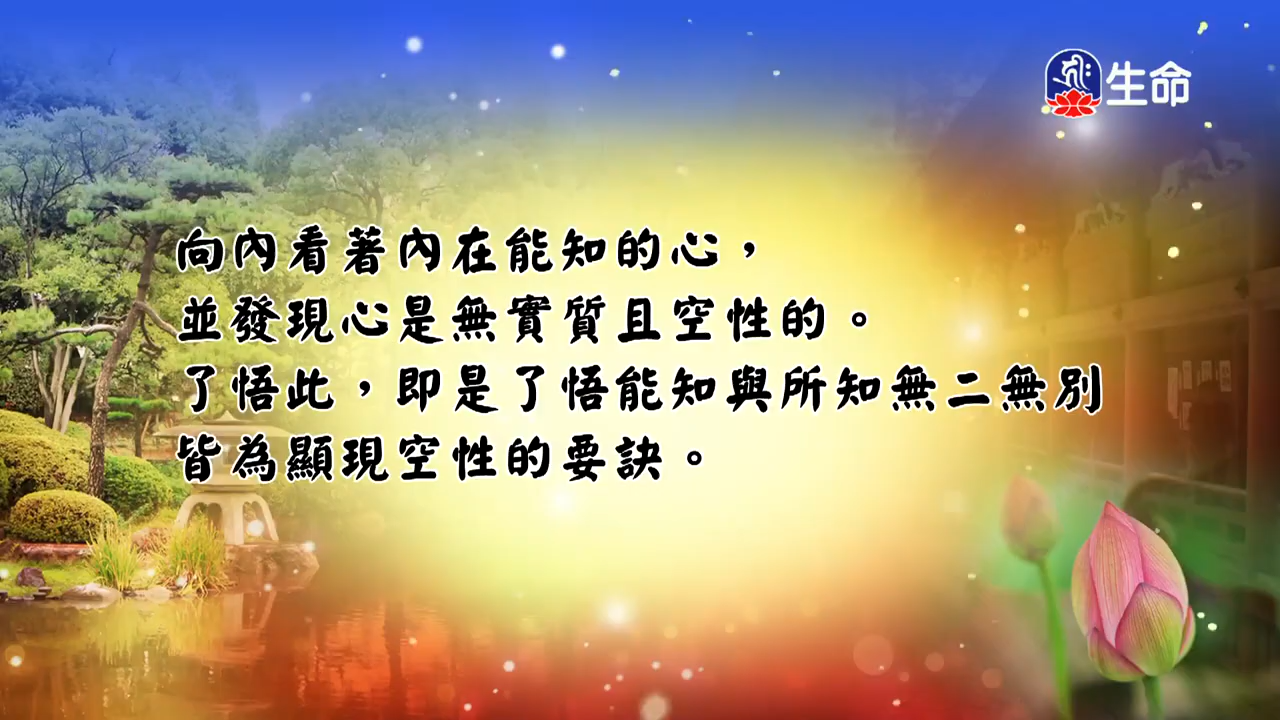 生命
向內看著內在能知的心，
並發現心是無實質且空性的。
了悟此，即是了悟能知與所知無二無別
皆為顯現空性的要訣。